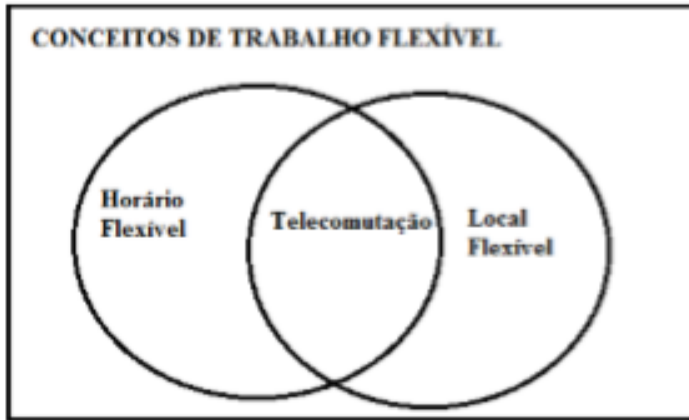 CONCEITOS DE TRABALHO FLEXÍVEL
Horário
Flexível
Telecomutação
Local
Flexível